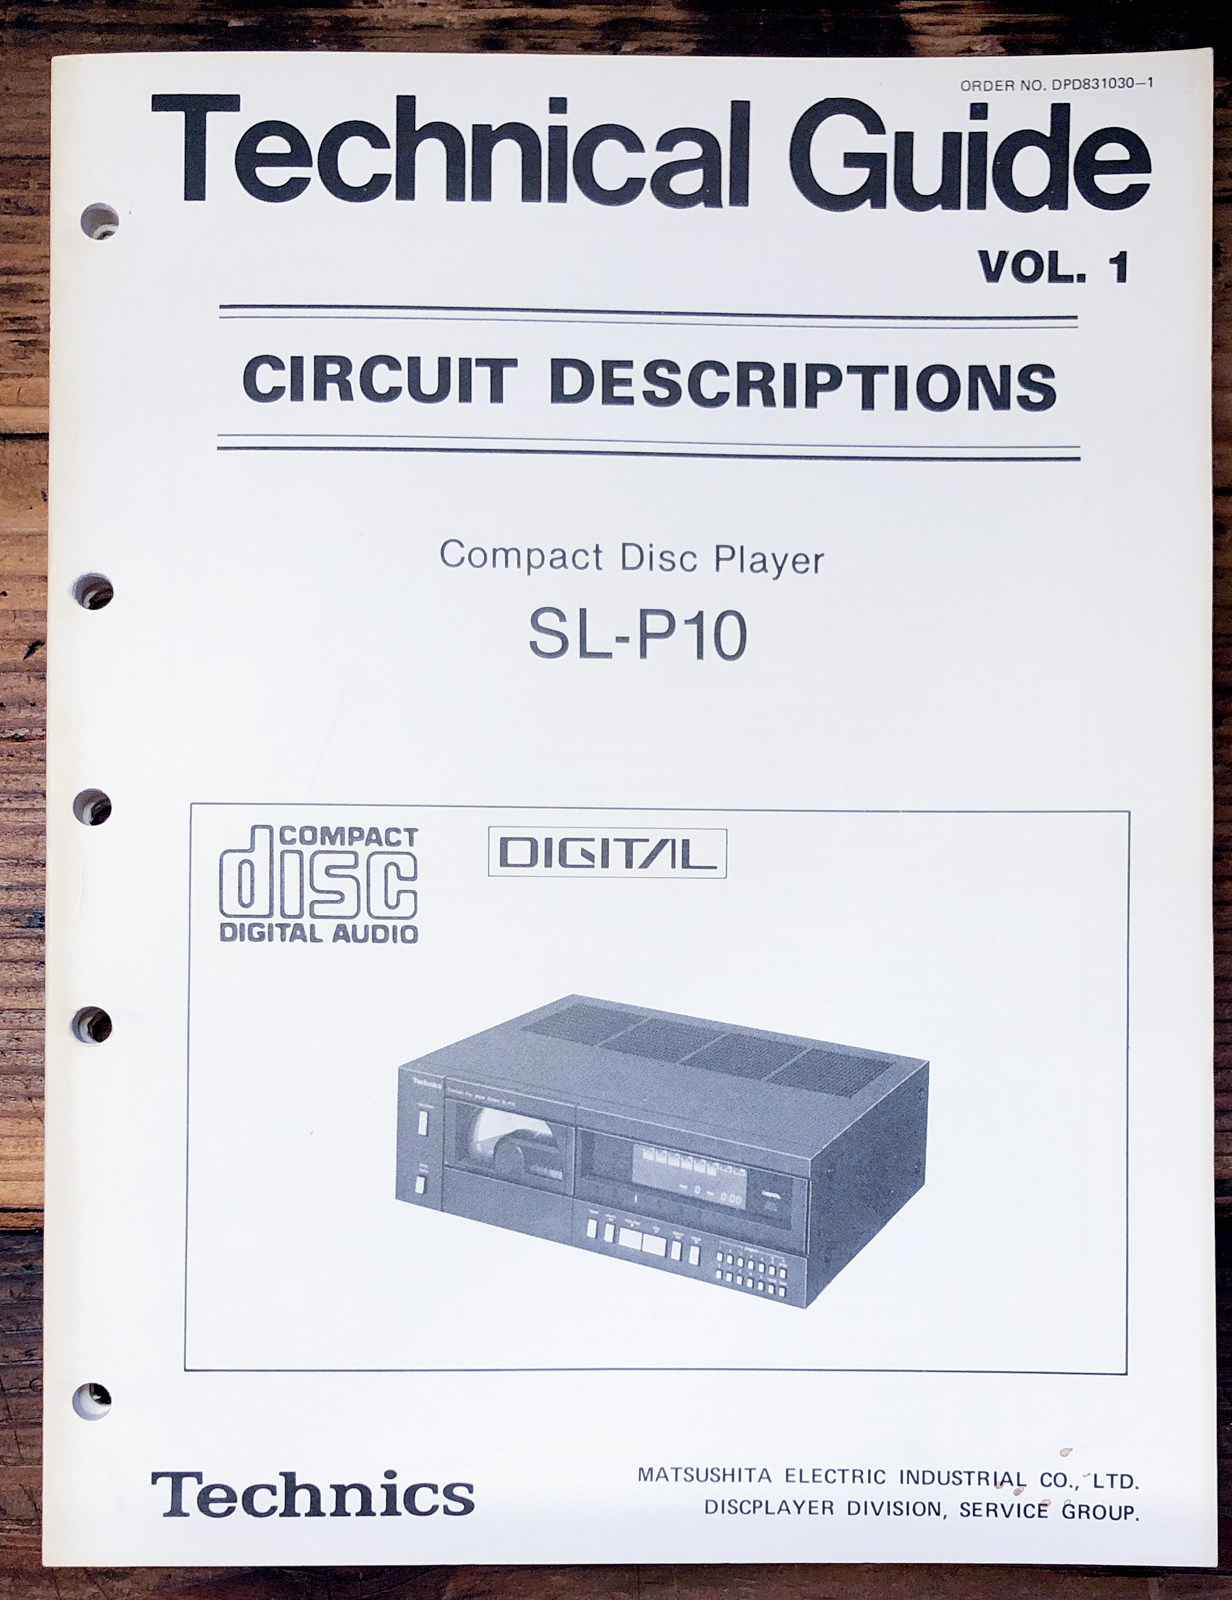 ORDER NO. DPD831030-1
Technical Guide
VOL. 1
CIRCUIT DESCRIPTIONS
Compact Disc Player
SL-P10
COMPACT
disc
DIGITAL AUDIO
DIGITAL
Technics
Technics
MATSUSHITA ELECTRIC INDUSTRIAL CO., LTD.
DISCPLAYER DIVISION, SERVICE GROUP.